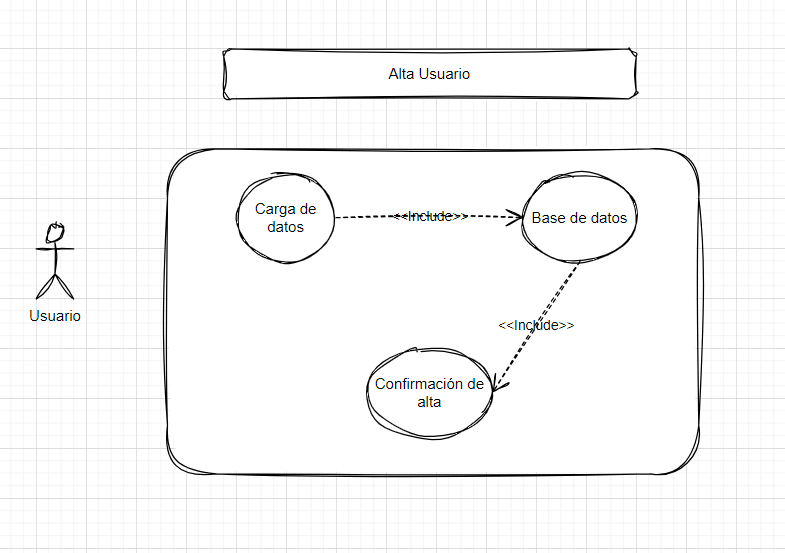 Alta Usuario
Carga de
datos
<<Include>>
Base de datos
Usuario
<<Include>>
Confirmación de
alta